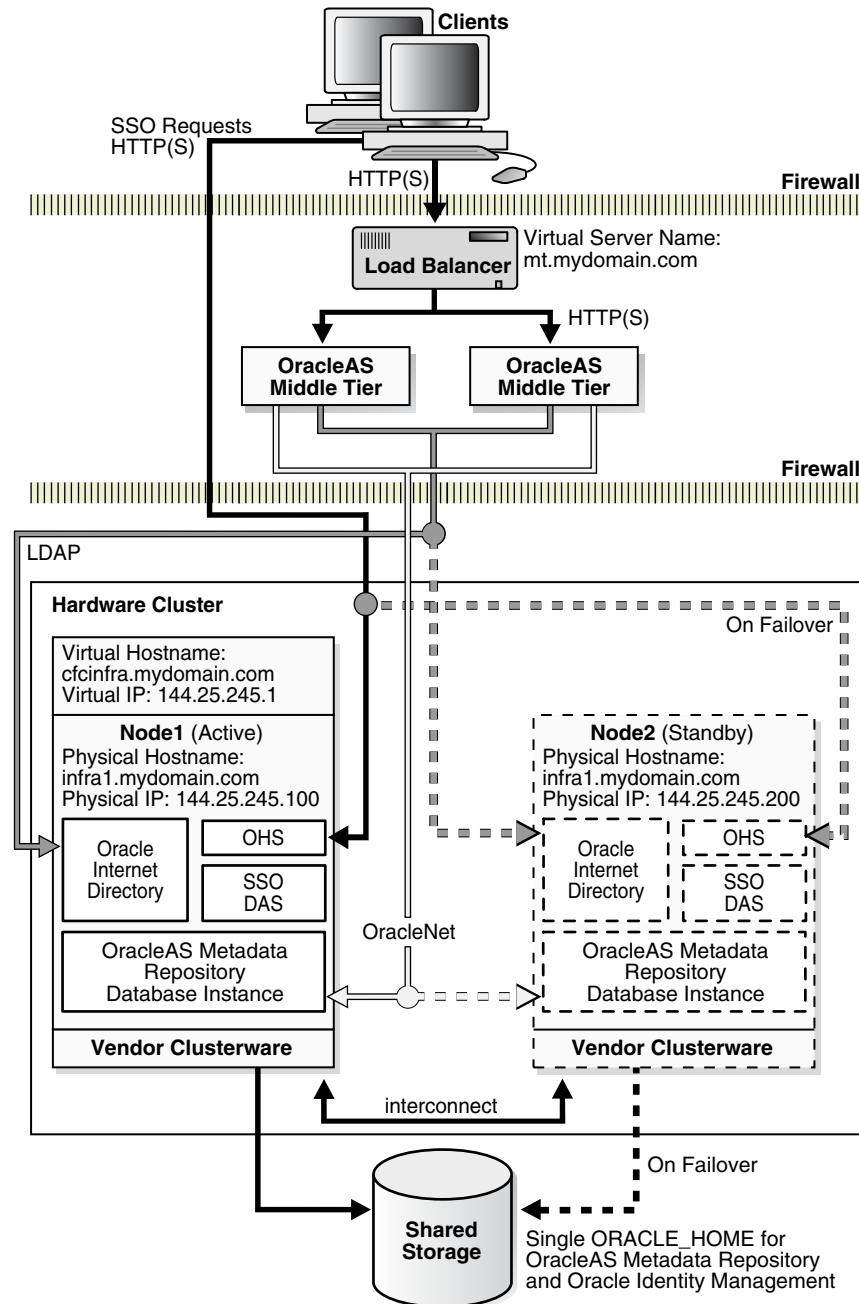 Clients
SSO Requests
HTTP(S)
HTTP(S)
Firewall
Load Balancer
Virtual Server Name:
mt.mydomain.com
HTTP(S)
OracleAS
Middle Tier
OracleAS
Middle Tier
Firewall
LDAP
Hardware Cluster
On Failover
Virtual Hostname:
cfcinfra.mydomain.com
Virtual IP: 144.25.245.1
Node1 (Active)
Physical Hostname:
infra1.mydomain.com
Physical IP: 144.25.245.100
Oracle
Internet
Directory
OHS
SSO
DAS
OracleAS Metadata
Repository
Database Instance
Vendor Clusterware
OracleNet
Node2 (Standby)
Physical Hostname:
infra1.mydomain.com
Physical IP: 144.25.245.200
Oracle
Internet
Directory
OHS
SSO
DAS
OracleAS Metadata
Repository
Database Instance
Vendor Clusterware
interconnect
On Failover
Shared
Storage
Single ORACLE_HOME for
OracleAS Metadata Repository
and Oracle Identity Management